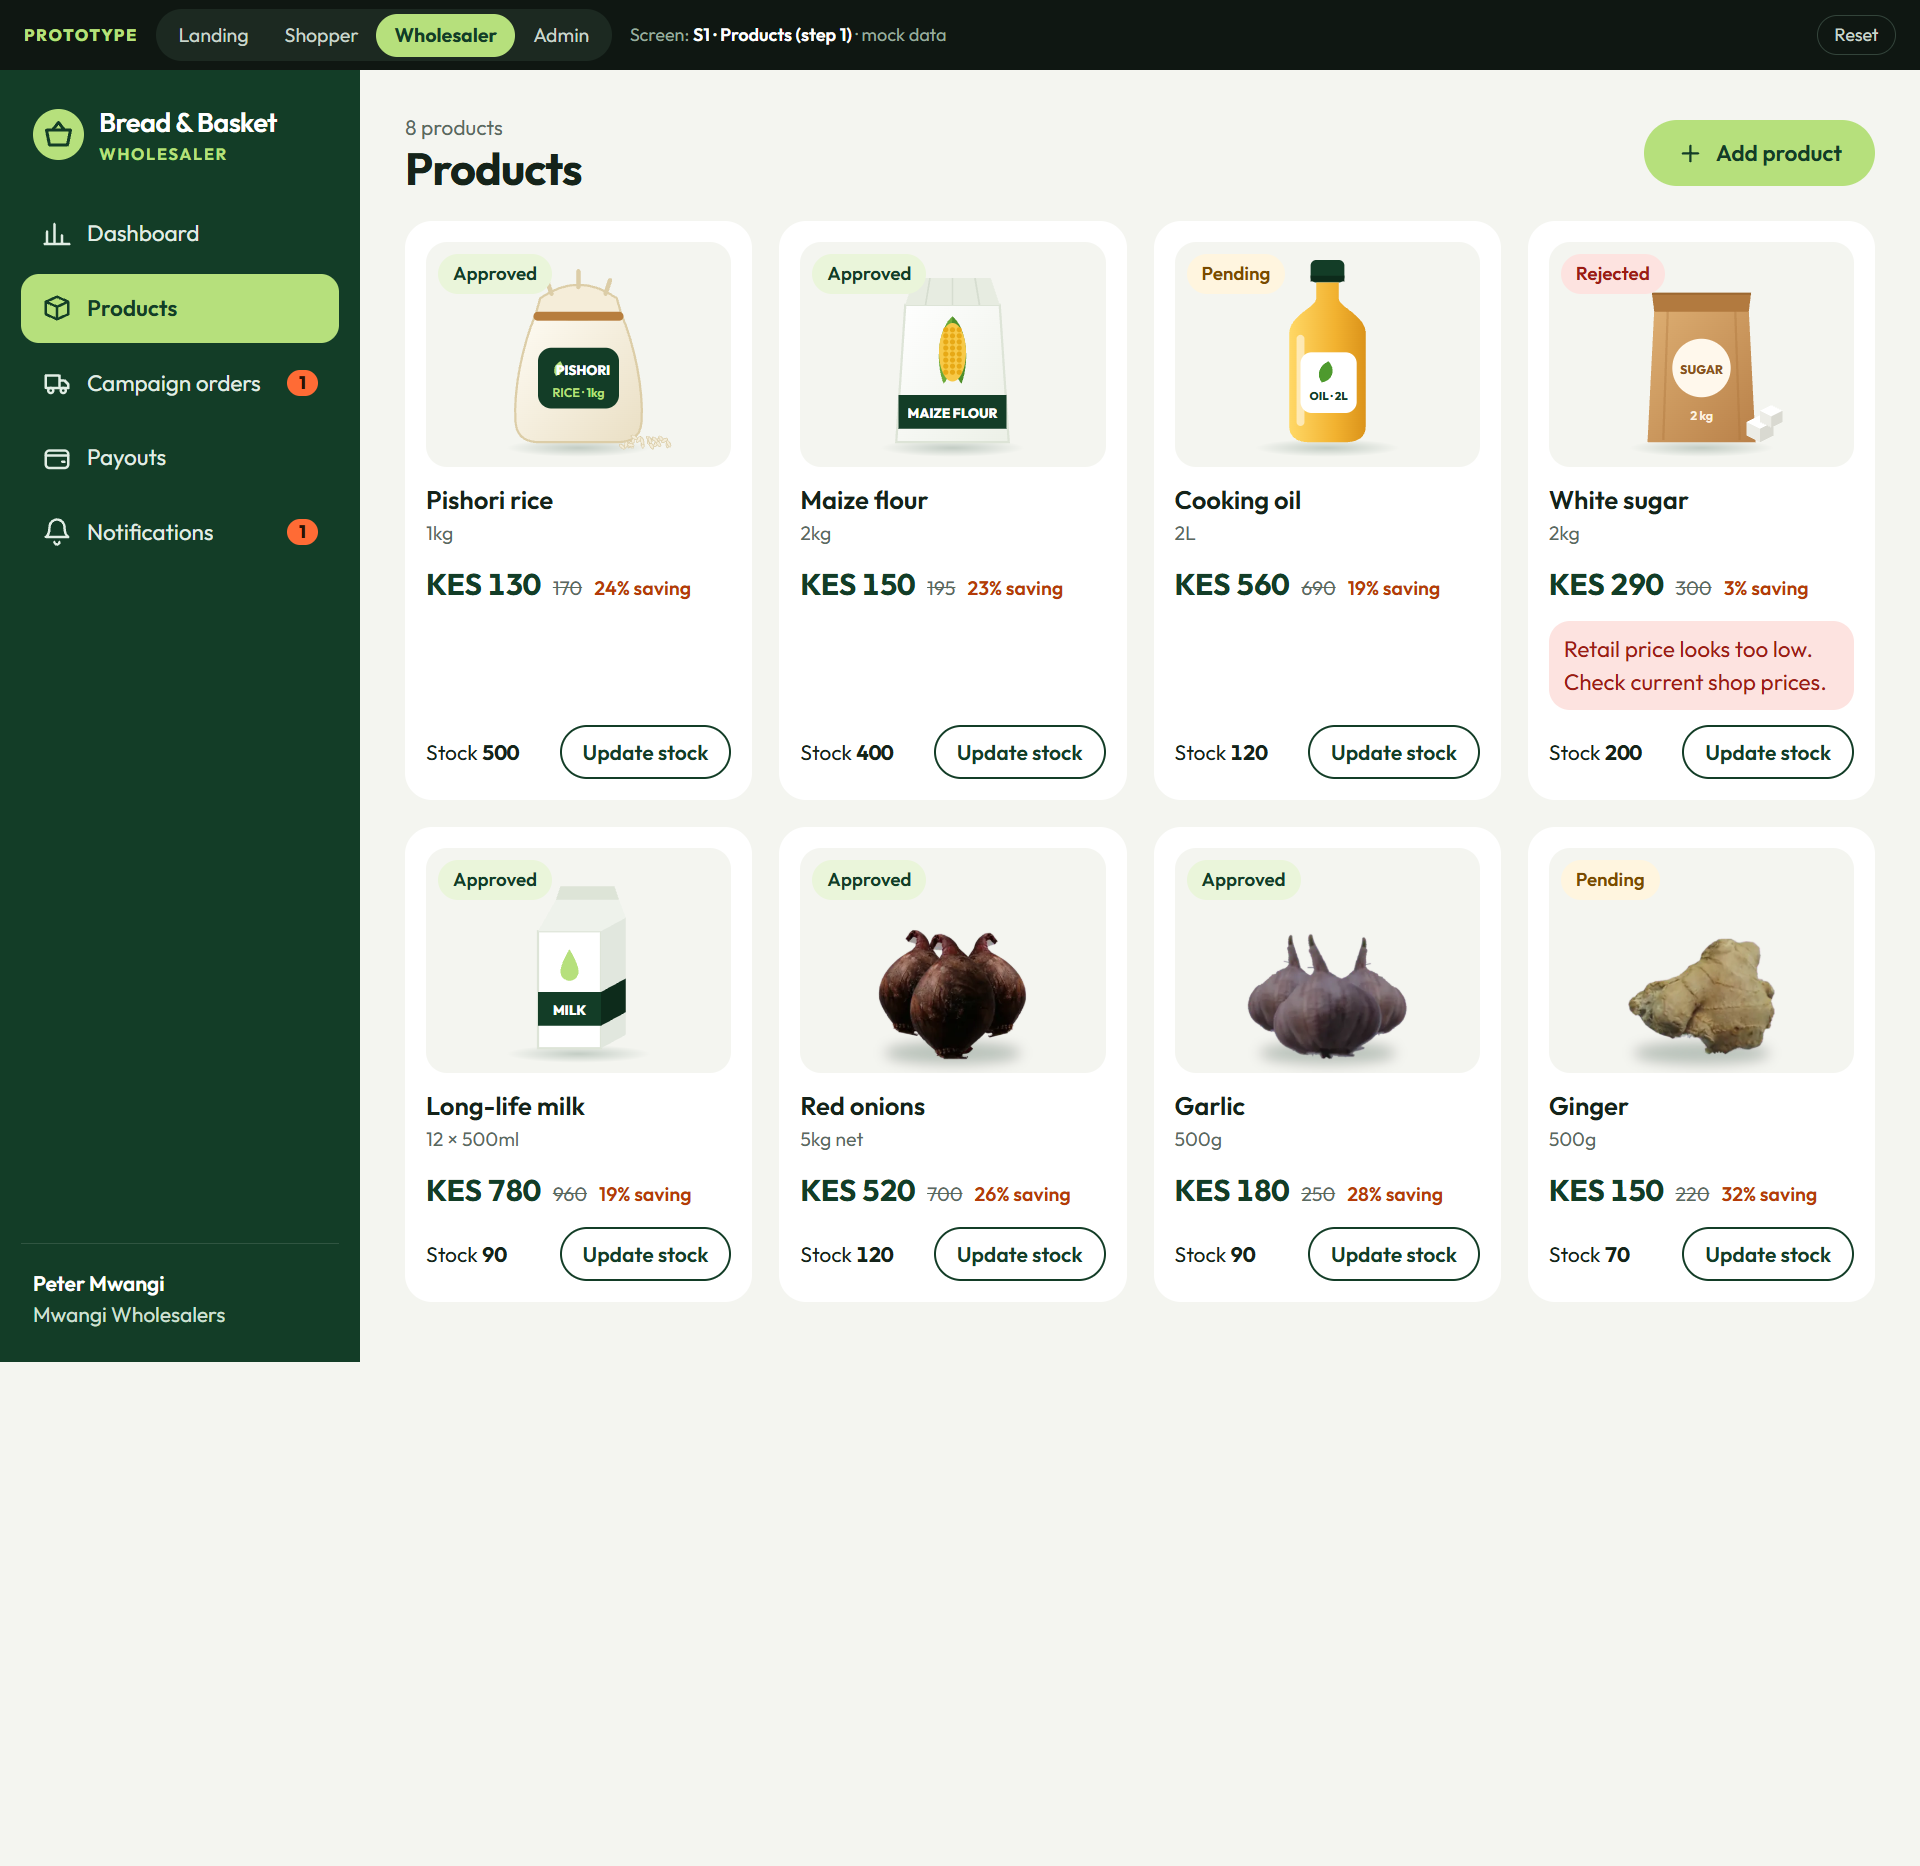 PROTOTYPE
Landing
Shopper
Wholesaler
Admin
Screen: S1 · Products (step 1) · mock data
Reset
Bread & Basket
WHOLESALER
Dashboard
Products
Campaign orders 1
Payouts
Notifications 1
Peter Mwangi
Mwangi Wholesalers
8 products
Products
+ Add product
Approved
PISHORI
RICE · 1kg
Pishori rice
1kg
KES 130 170 24% saving
Stock 500
Update stock
Approved
MAIZE FLOUR
Maize flour
2kg
KES 150 195 23% saving
Stock 400
Update stock
Pending
OIL · 2L
Cooking oil
2L
KES 560 690 19% saving
Stock 120
Update stock
Rejected
SUGAR
2 kg
White sugar
2kg
KES 290 300 3% saving
Retail price looks too low.
Check current shop prices.
Stock 200
Update stock
Approved
MILK
Long-life milk
12 × 500ml
KES 780 960 19% saving
Stock 90
Update stock
Approved
Red onions
5kg net
KES 520 700 26% saving
Stock 120
Update stock
Approved
Garlic
500g
KES 180 250 28% saving
Stock 90
Update stock
Pending
Ginger
500g
KES 150 220 32% saving
Stock 70
Update stock